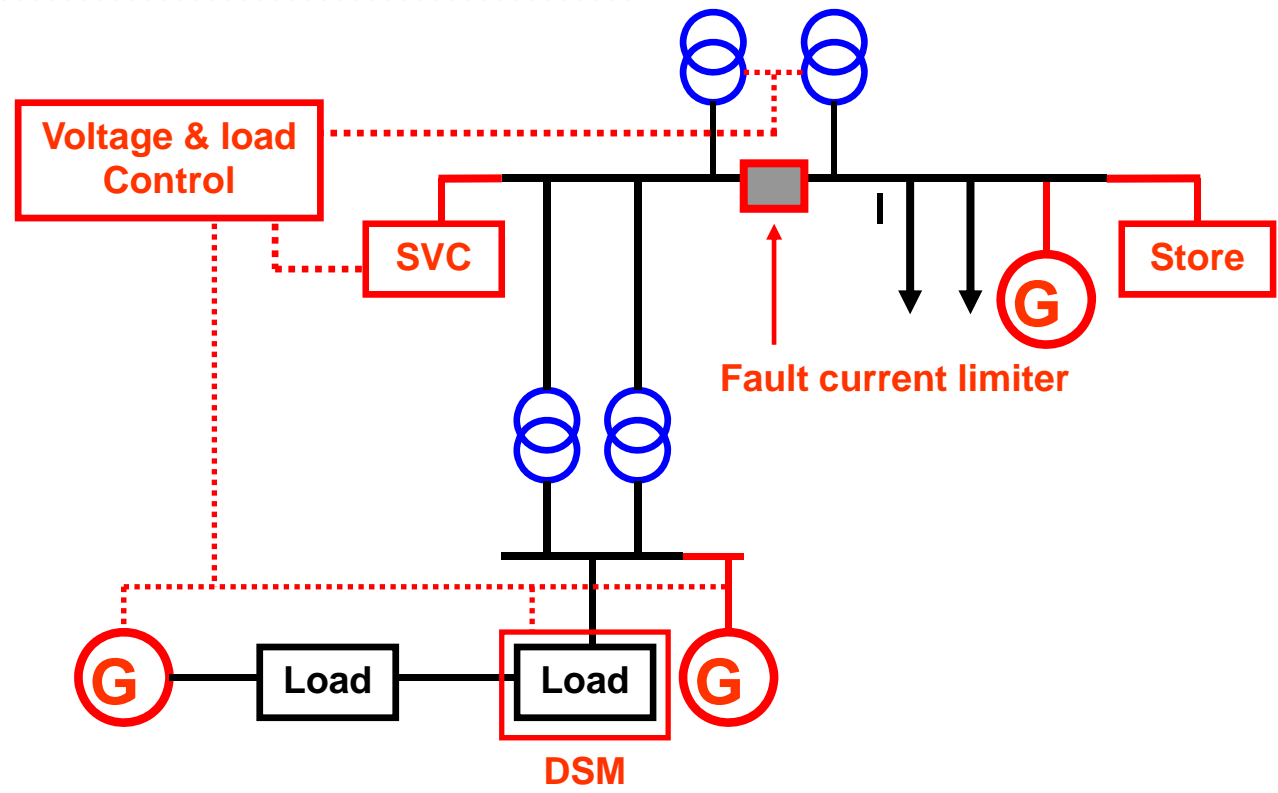 Voltage & load
Control
SVC
Store
G
Fault current limiter
G
Load
Load
G
DSM